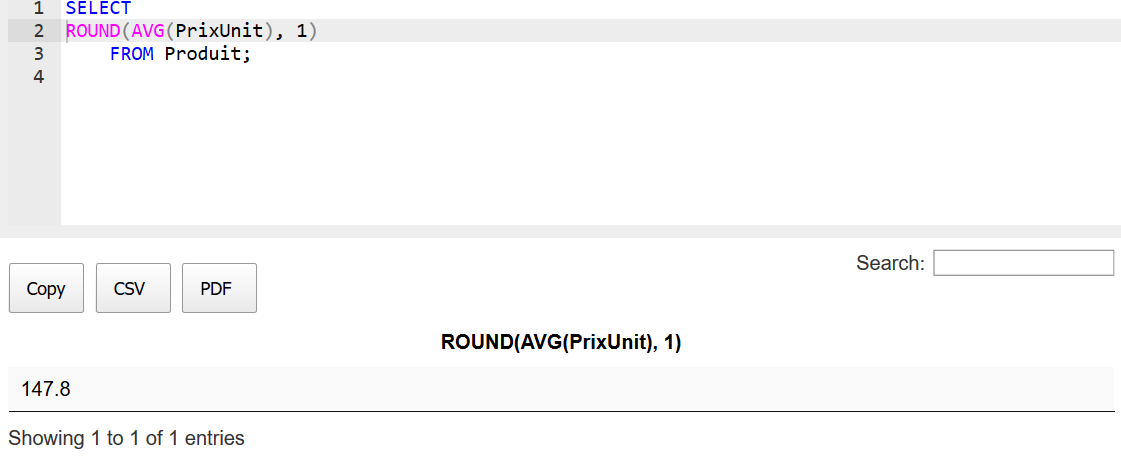 1 SELECT
2 ROUND(AVG(PrixUnit), 1)
3 FROM Produit;
4
Search:
Copy CSV PDF
ROUND(AVG(PrixUnit), 1)
147.8
Showing 1 to 1 of 1 entries